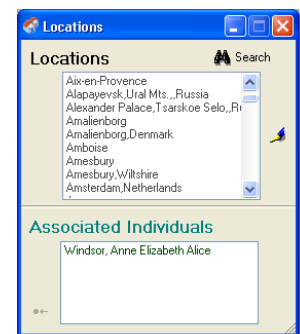 Locations
Locations
Search
Aix-en-Provence
Alapayevsk,Ural Mts.,,Russia
Alexander Palace,Tsarskoe Selo,,Ru
Amalienborg
Amalienborg,Denmark
Amboise
Amesbury
Amesbury,Wiltshire
Amsterdam,Netherlands
Associated Individuals
Windsor, Anne Elizabeth Alice